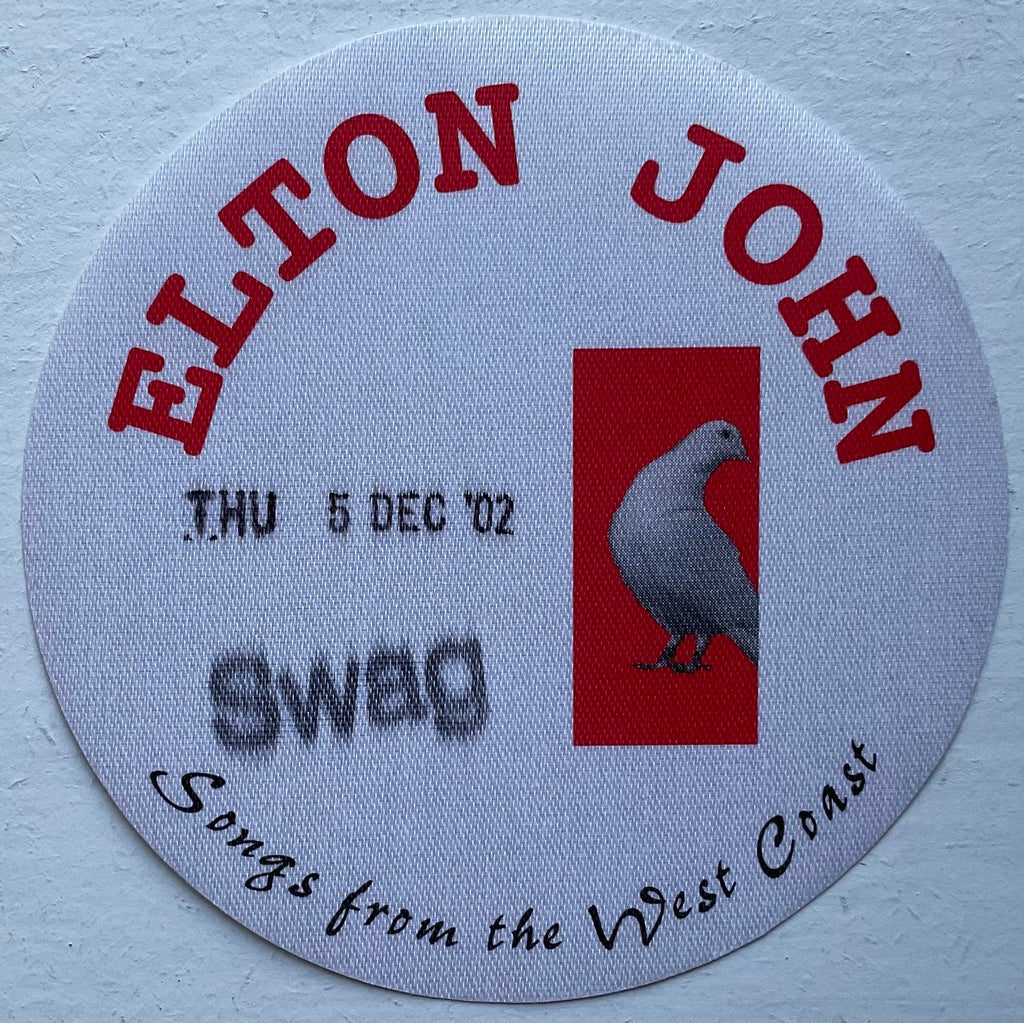 ELTON JOHN
THU 5 DEC '02
Swag
Songs from the West Coast